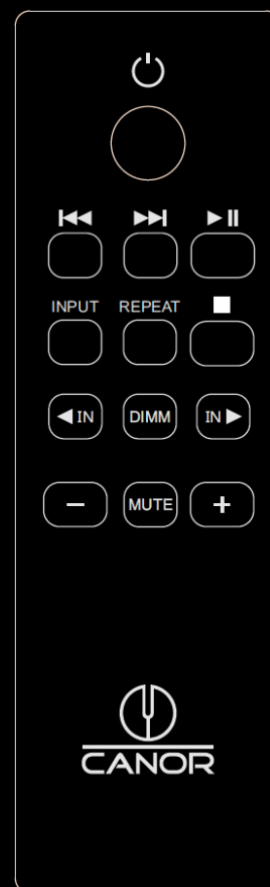 INPUT REPEAT
◀ IN DIMM IN ▶
− MUTE +
CANOR